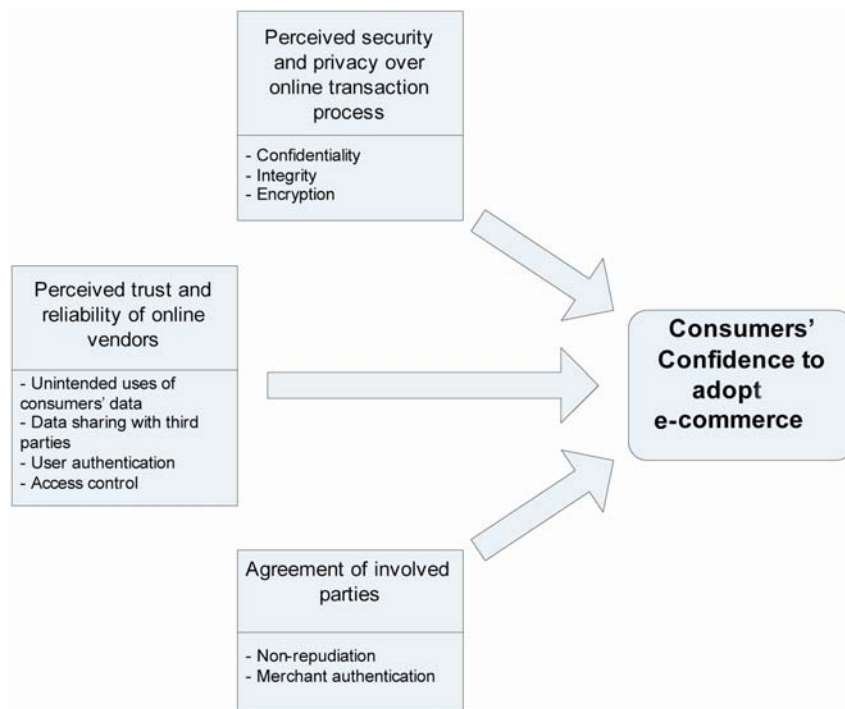 Perceived security
and privacy over
online transaction
process
- Confidentiality
- Integrity
- Encryption
Perceived trust and
reliability of online
vendors
- Unintended uses of
consumers' data
- Data sharing with third
parties
- User authentication
- Access control
Agreement of involved
parties
- Non-repudiation
- Merchant authentication
Consumers'
Confidence to
adopt
e-commerce